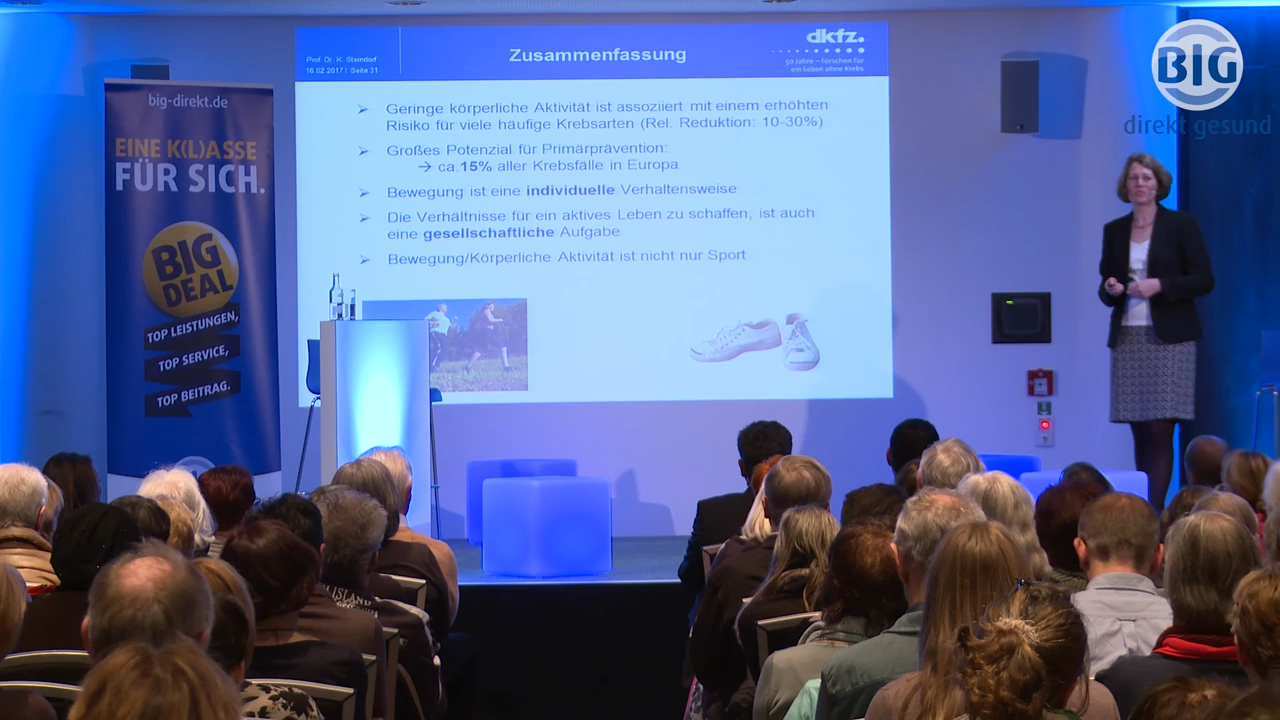 big-direkt.de
EINE K(L)ASSE
FÜR SICH.
BIG
DEAL
TOP LEISTUNGEN,
TOP SERVICE,
TOP BEITRAG.
Prof. Dr. K. Steindorf
16.02.2017 | Seite 31
Zusammenfassung
dkfz.
50 Jahre – Forschen für
ein Leben ohne Krebs
➢ Geringe körperliche Aktivität ist assoziiert mit einem erhöhten
Risiko für viele häufige Krebsarten (Rel. Reduktion: 10-30%)
➢ Großes Potenzial für Primärprävention:
→ ca.15% aller Krebsfälle in Europa
➢ Bewegung ist eine individuelle Verhaltensweise
➢ Die Verhältnisse für ein aktives Leben zu schaffen, ist auch
eine gesellschaftliche Aufgabe
➢ Bewegung/Körperliche Aktivität ist nicht nur Sport
BIG
direkt gesund
ISLAND